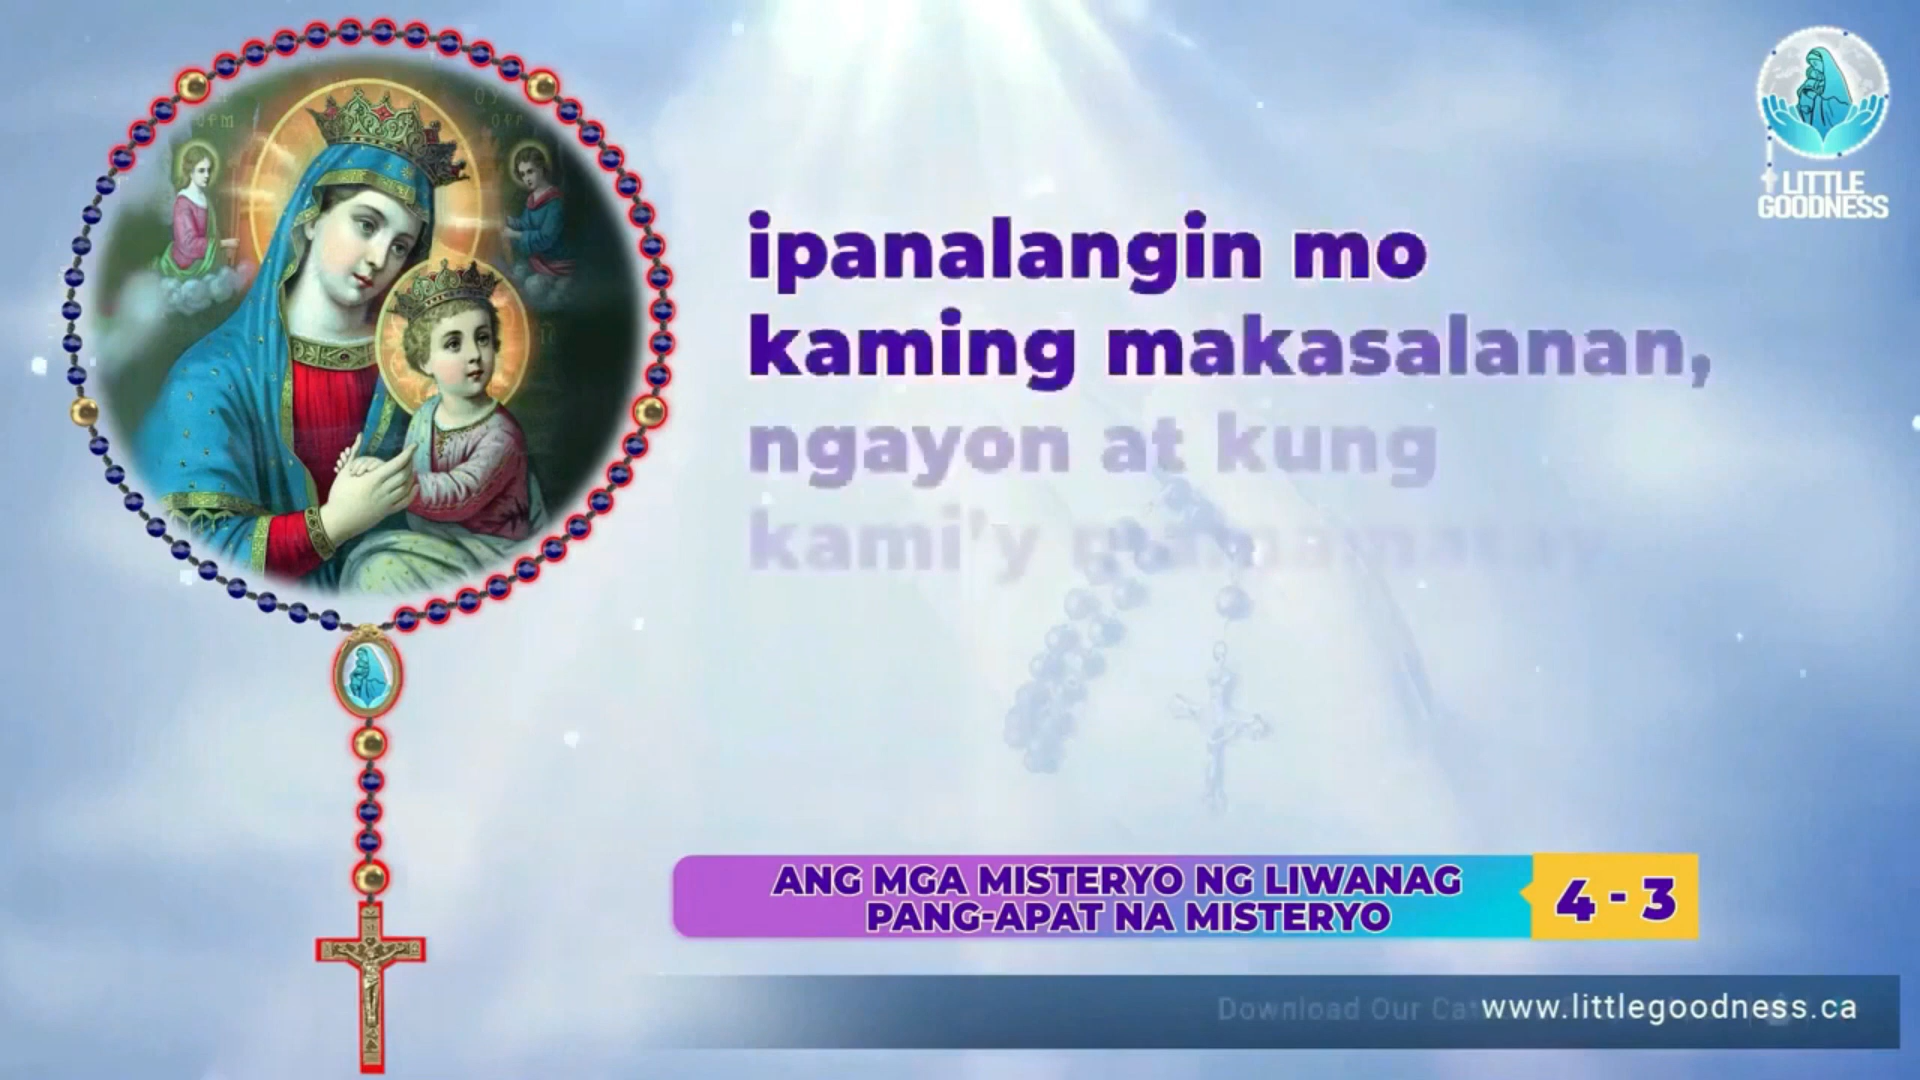 LITTLE
GOODNESS
ipanalangin mo
kaming makasalanan,
ngayon at kung
kami'y mamamatay
ANG MGA MISTERYO NG LIWANAG
PANG-APAT NA MISTERYO
4 - 3
Download Our
www.littlegoodness.ca